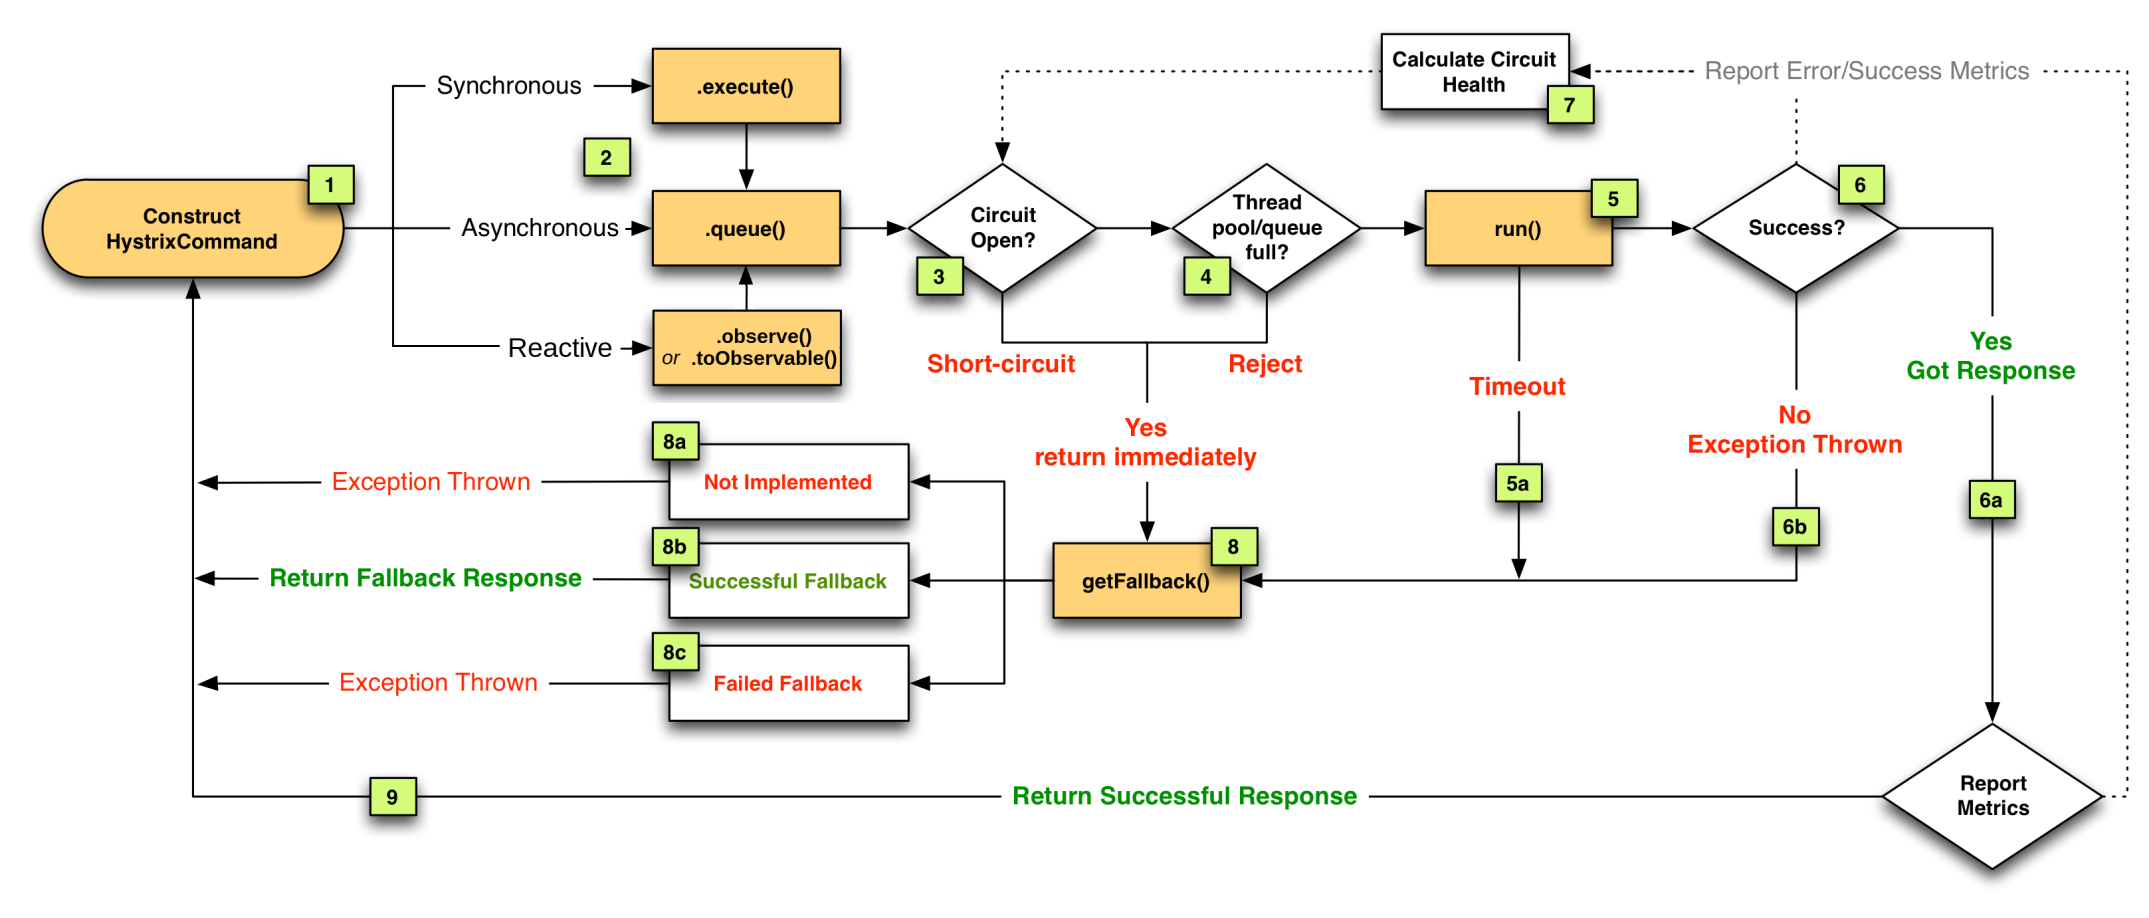 Calculate Circuit
Health
7
Report Error/Success Metrics
Synchronous
.execute()
2
1
Construct
HystrixCommand
Asynchronous
.queue()
Circuit
Open?
3
Thread
pool/queue
full?
4
run()
5
Success?
6
Reactive
.observe()
or .toObservable()
Short-circuit
Reject
Timeout
Yes
Got Response
Yes
return immediately
No
Exception Thrown
8a
Exception Thrown
Not Implemented
5a
6a
6b
8b
Return Fallback Response
Successful Fallback
8
getFallback()
8c
Exception Thrown
Failed Fallback
9
Return Successful Response
Report
Metrics